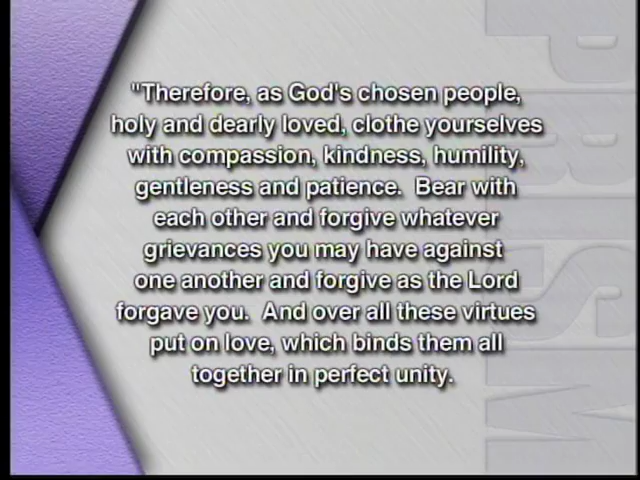 "Therefore, as God's chosen people,
holy and dearly loved, clothe yourselves
with compassion, kindness, humility,
gentleness and patience.  Bear with
each other and forgive whatever
grievances you may have against
one another and forgive as the Lord
forgave you.  And over all these virtues
put on love, which binds them all
together in perfect unity.
PRISM